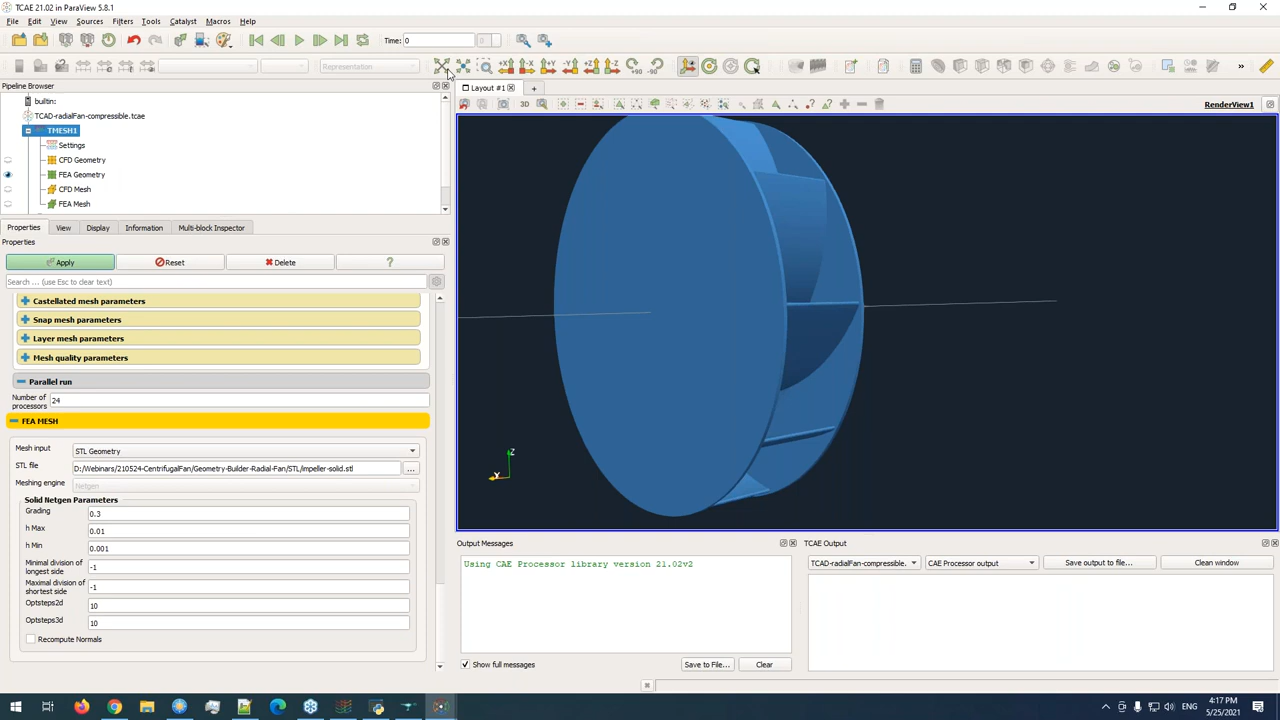 TCAE 21.02 in ParaView 5.8.1
File Edit View Sources Filters Tools Catalyst Macros Help
Time: 0 0
Representation
Pipeline Browser
Layout #1
builtin:
TCAD-radialFan-compressible.tcae
TMESH1
Settings
CFD Geometry
FEA Geometry
CFD Mesh
FEA Mesh
3D
RenderView1
Properties View Display Information Multi-block Inspector
Properties
Apply Reset Delete ?
Search ... (use Esc to clear text)
Castellated mesh parameters
Snap mesh parameters
Layer mesh parameters
Mesh quality parameters
Parallel run
Number of processors 24
FEA MESH
Mesh input STL Geometry
STL file D:/Webinars/210524-CentrifugalFan/Geometry-Builder-Radial-Fan/STL/impeller-solid.stl ...
Meshing engine Netgen
Solid Netgen Parameters
Grading 0.3
h Max 0.01
h Min 0.001
Minimal division of longest side -1
Maximal division of shortest side -1
Optsteps2d 10
Optsteps3d 10
Recompute Normals
Z
Output Messages
Using CAE Processor library version 21.02v2
Show full messages Save to File... Clear
TCAE Output
TCAD-radialFan-compressible. CAE Processor output Save output to file... Clean window
ENG 4:17 PM
5/25/2021